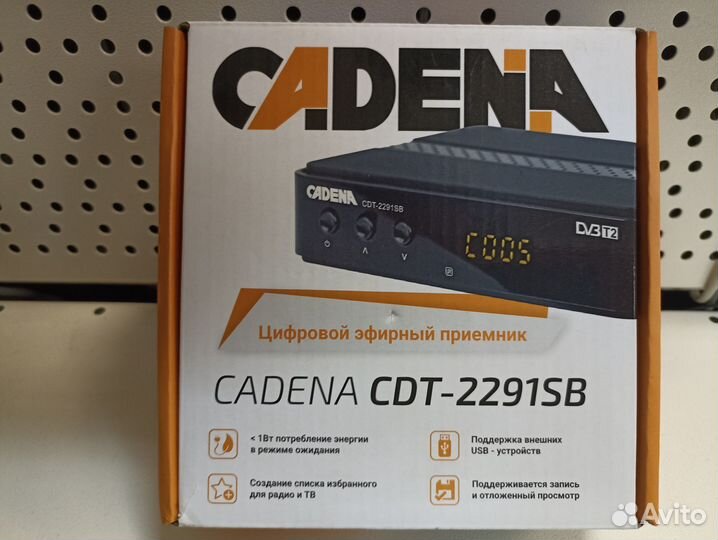 CADENA
CADENA CDT-2291SB
DVB T2
C005
Цифровой эфирный приемник
CADENA CDT-2291SB
< 1Вт потребление энергии
в режиме ожидания
Поддержка внешних
USB - устройств
Создание списка избранного
для радио и ТВ
Поддерживается запись
и отложенный просмотр
Avito